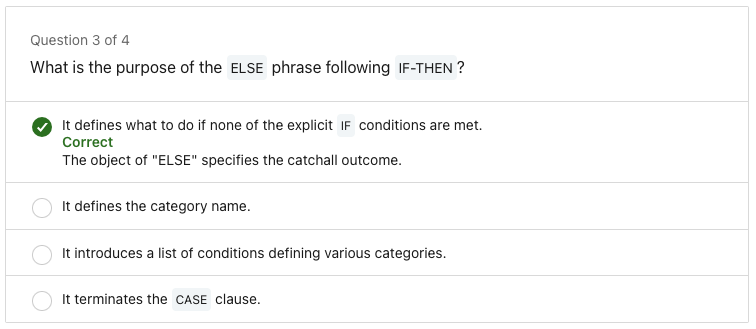 Question 3 of 4
What is the purpose of the ELSE phrase following IF-THEN ?
It defines what to do if none of the explicit IF conditions are met.
Correct
The object of "ELSE" specifies the catchall outcome.
It defines the category name.
It introduces a list of conditions defining various categories.
It terminates the CASE clause.